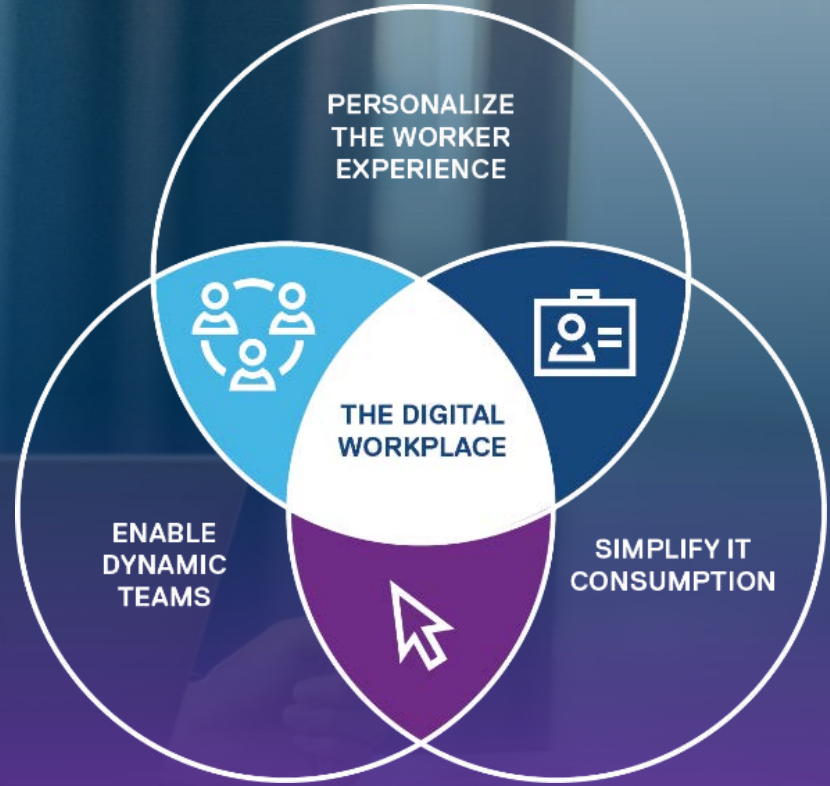 PERSONALIZE
THE WORKER
EXPERIENCE
THE DIGITAL
WORKPLACE
ENABLE
DYNAMIC
TEAMS
SIMPLIFY IT
CONSUMPTION